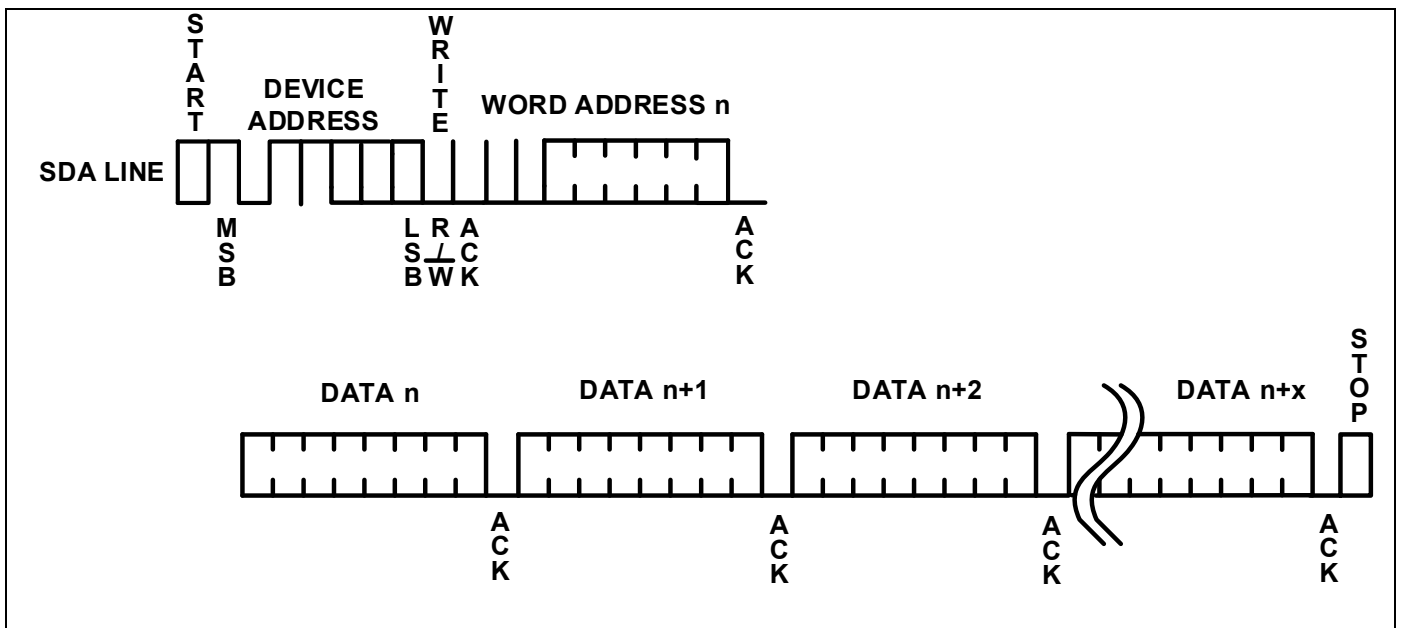 START
WRITE
DEVICE
ADDRESS
WORD ADDRESS n
SDA LINE
MSB
LSB
R/W
ACK
ACK
STOP
DATA n
DATA n+1
DATA n+2
DATA n+x
ACK
ACK
ACK
ACK